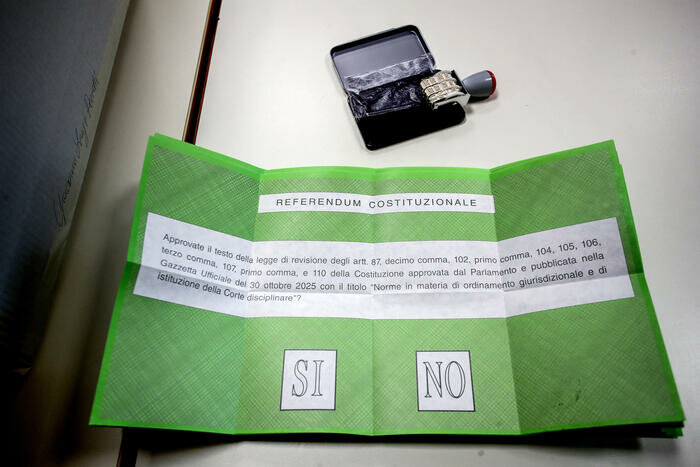 REFERENDUM COSTITUZIONALE
Approvate il testo della legge di revisione degli artt. 87, decimo comma, 102, primo comma, 104, 105, 106,
terzo comma, 107, primo comma, e 110 della Costituzione approvata dal Parlamento e pubblicata nella
Gazzetta Ufficiale del 30 ottobre 2025 con il titolo "Norme in materia di ordinamento giurisdizionale e di
istituzione della Corte disciplinare"?
SI NO